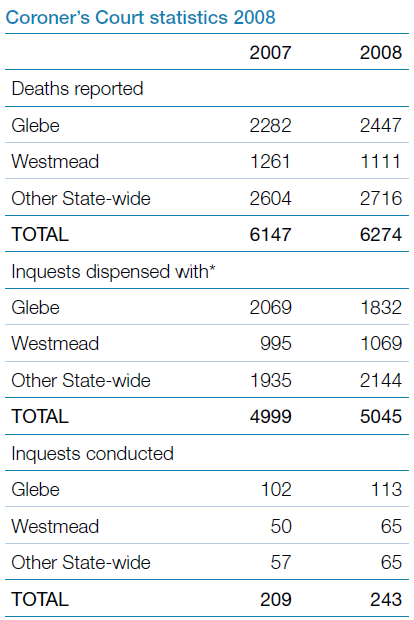 Coroner's Court statistics 2008
2007 2008
Deaths reported
Glebe 2282 2447
Westmead 1261 1111
Other State-wide 2604 2716
TOTAL 6147 6274
Inquests dispensed with*
Glebe 2069 1832
Westmead 995 1069
Other State-wide 1935 2144
TOTAL 4999 5045
Inquests conducted
Glebe 102 113
Westmead 50 65
Other State-wide 57 65
TOTAL 209 243